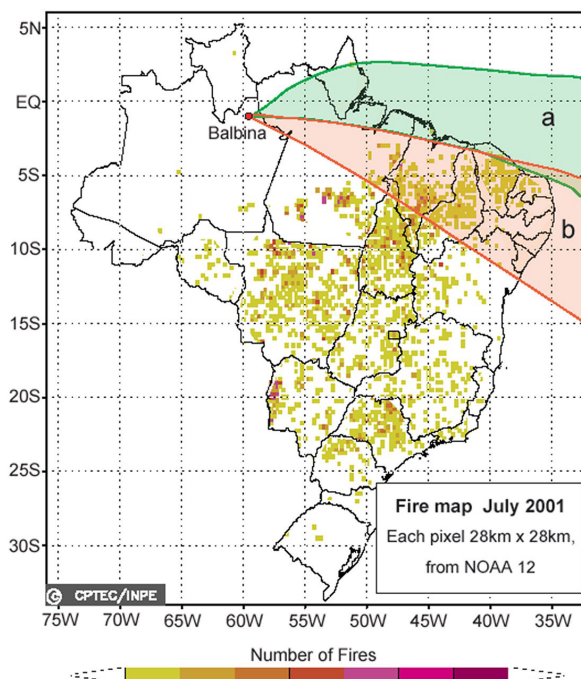 5N
EQ
5S
10S
15S
20S
25S
30S
Balbina
a
b
Fire map July 2001
Each pixel 28km x 28km,
from NOAA 12
© CPTEC/INPE
75W 70W 65W 60W 55W 50W 45W 40W 35W
Number of Fires